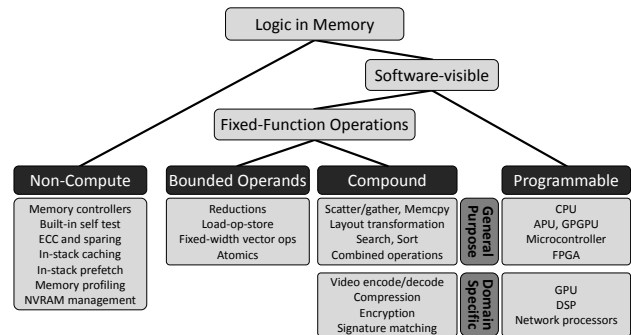 Logic in Memory
Software-visible
Fixed-Function Operations
Non-Compute
Bounded Operands
Compound
Programmable
Memory controllers
Built-in self test
ECC and sparing
In-stack caching
In-stack prefetch
Memory profiling
NVRAM management
Reductions
Load-op-store
Fixed-width vector ops
Atomics
Scatter/gather, Memcpy
Layout transformation
Search, Sort
Combined operations
General
Purpose
CPU
APU, GPGPU
Microcontroller
FPGA
Video encode/decode
Compression
Encryption
Signature matching
Domain
Specific
GPU
DSP
Network processors